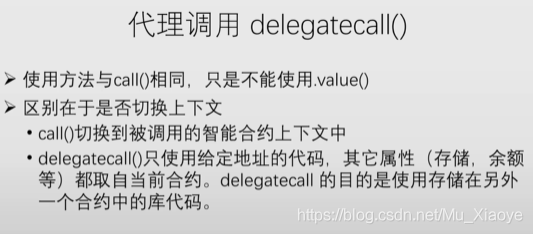 代理调用 delegatecall()
➢ 使用方法与call()相同，只是不能使用.value()
➢ 区别在于是否切换上下文
• call()切换到被调用的智能合约上下文中
• delegatecall()只使用给定地址的代码，其它属性（存储，余额
等）都取自当前合约。delegatecall 的目的是使用存储在另外
一个合约中的库代码。
https://blog.csdn.net/Mu_Xiaoye